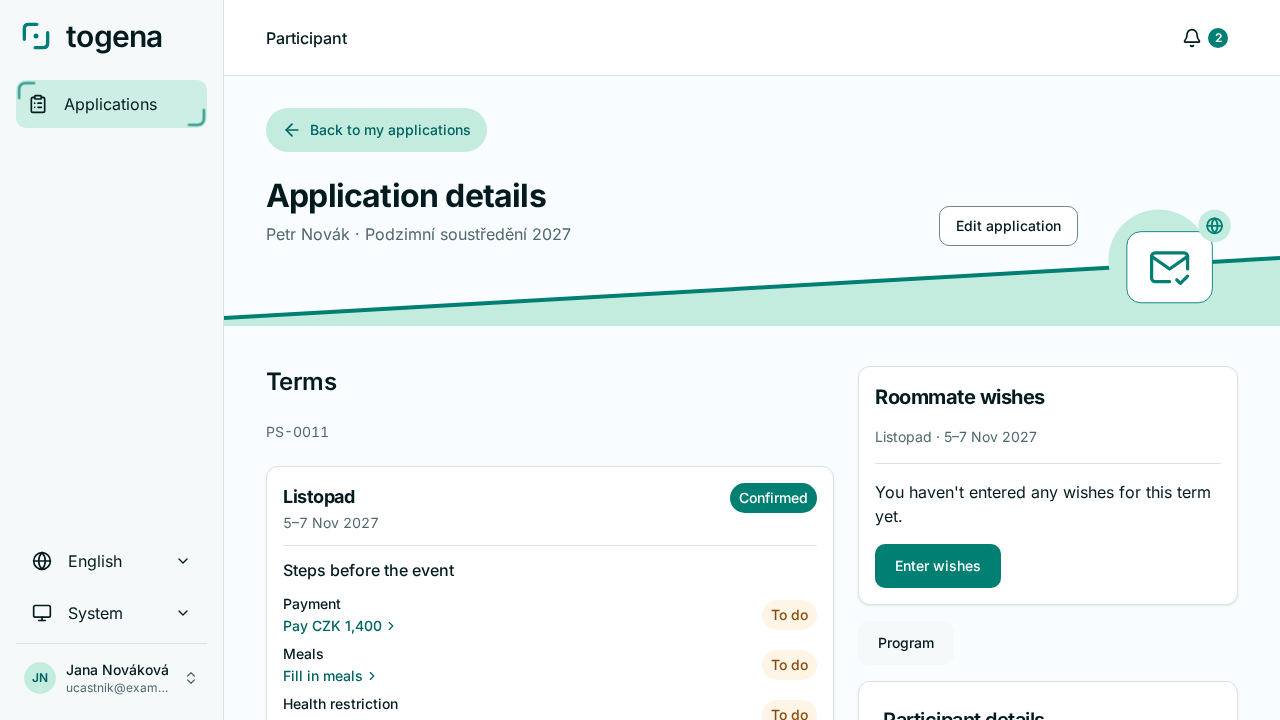 togena
Applications
English
System
JN
Jana Nováková
ucastnik@exam...
Participant
2
Back to my applications
Application details
Petr Novák · Podzimní soustředění 2027
Edit application
Terms
PS-0011
Listopad
Confirmed
5–7 Nov 2027
Steps before the event
Payment
Pay CZK 1,400
To do
Meals
Fill in meals
To do
Health restriction
To do
Roommate wishes
Listopad · 5–7 Nov 2027
You haven't entered any wishes for this term
yet.
Enter wishes
Program
Participant details